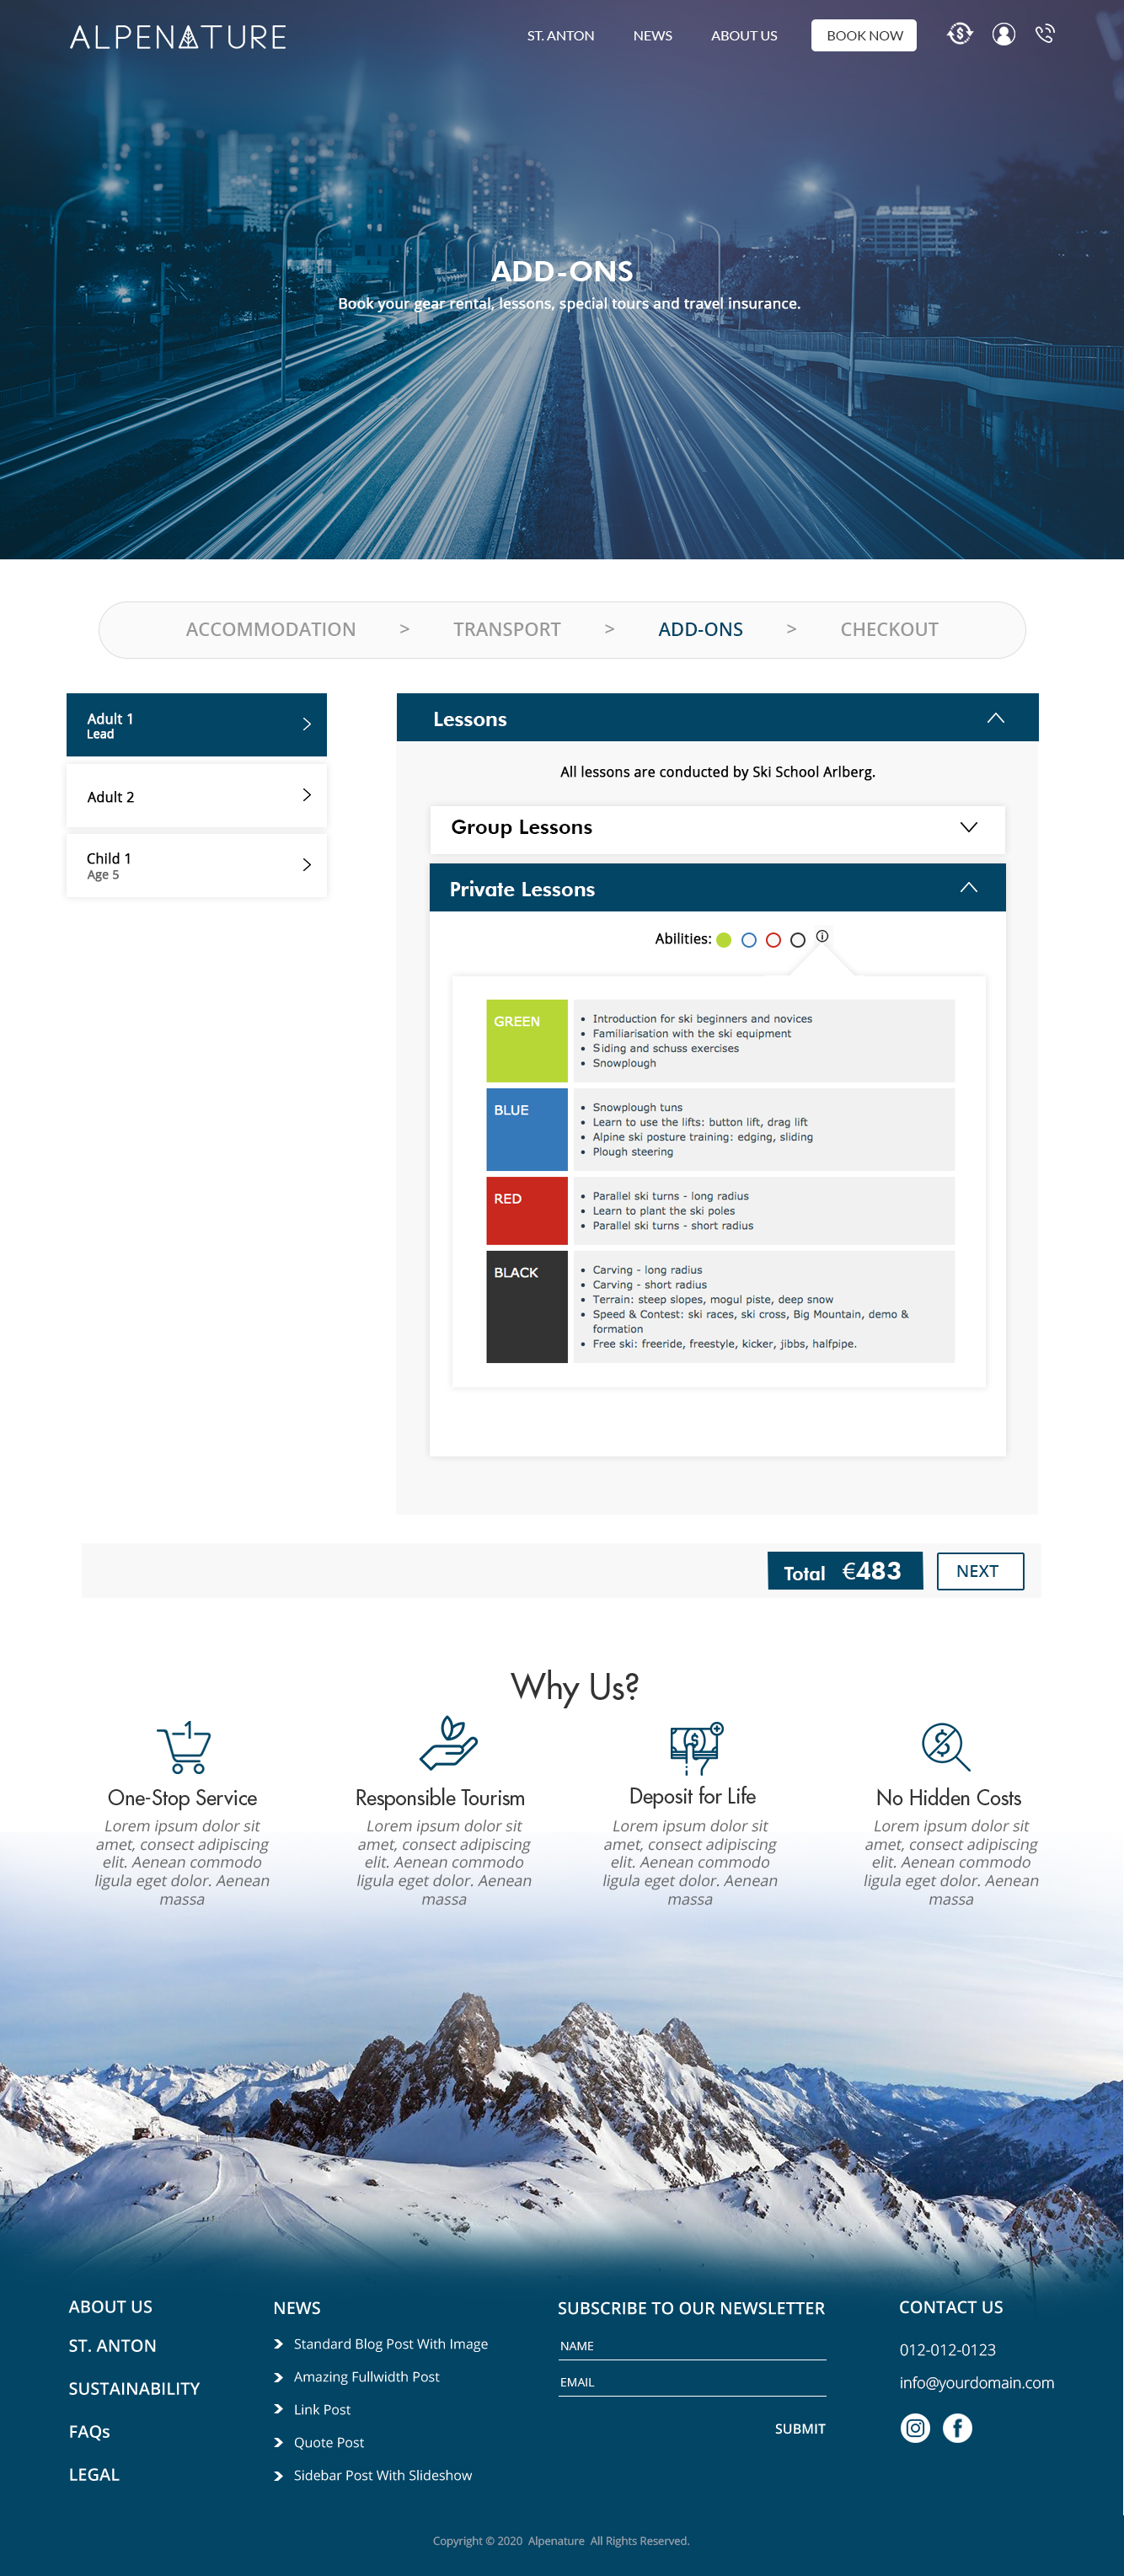 ALPENATURE
ST. ANTON NEWS ABOUT US BOOK NOW
ADD-ONS
Book your gear rental, lessons, special tours and travel insurance.
ACCOMMODATION > TRANSPORT > ADD-ONS > CHECKOUT
Adult 1
Lead
Adult 2
Child 1
Age 5
Lessons
All lessons are conducted by Ski School Arlberg.
Group Lessons
Private Lessons
Abilities:
GREEN
• Introduction for ski beginners and novices
• Familiarisation with the ski equipment
• Siding and schuss exercises
• Snowplough
BLUE
• Snowplough tuns
• Learn to use the lifts: button lift, drag lift
• Alpine ski posture training: edging, sliding
• Plough steering
RED
• Parallel ski turns - long radius
• Learn to plant the ski poles
• Parallel ski turns - short radius
BLACK
• Carving - long radius
• Carving - short radius
• Terrain: steep slopes, mogul piste, deep snow
• Speed & Contest: ski races, ski cross, Big Mountain, demo &
formation
• Free ski: freeride, freestyle, kicker, jibbs, halfpipe.
Total €483 NEXT
Why Us?
One-Stop Service
Lorem ipsum dolor sit
amet, consect adipiscing
elit. Aenean commodo
ligula eget dolor. Aenean
massa
Responsible Tourism
Lorem ipsum dolor sit
amet, consect adipiscing
elit. Aenean commodo
ligula eget dolor. Aenean
massa
Deposit for Life
Lorem ipsum dolor sit
amet, consect adipiscing
elit. Aenean commodo
ligula eget dolor. Aenean
massa
No Hidden Costs
Lorem ipsum dolor sit
amet, consect adipiscing
elit. Aenean commodo
ligula eget dolor. Aenean
massa
ABOUT US
ST. ANTON
SUSTAINABILITY
FAQs
LEGAL
NEWS
Standard Blog Post With Image
Amazing Fullwidth Post
Link Post
Quote Post
Sidebar Post With Slideshow
SUBSCRIBE TO OUR NEWSLETTER
NAME
EMAIL
SUBMIT
CONTACT US
012-012-0123
info@yourdomain.com
Copyright © 2020 Alpenature All Rights Reserved.